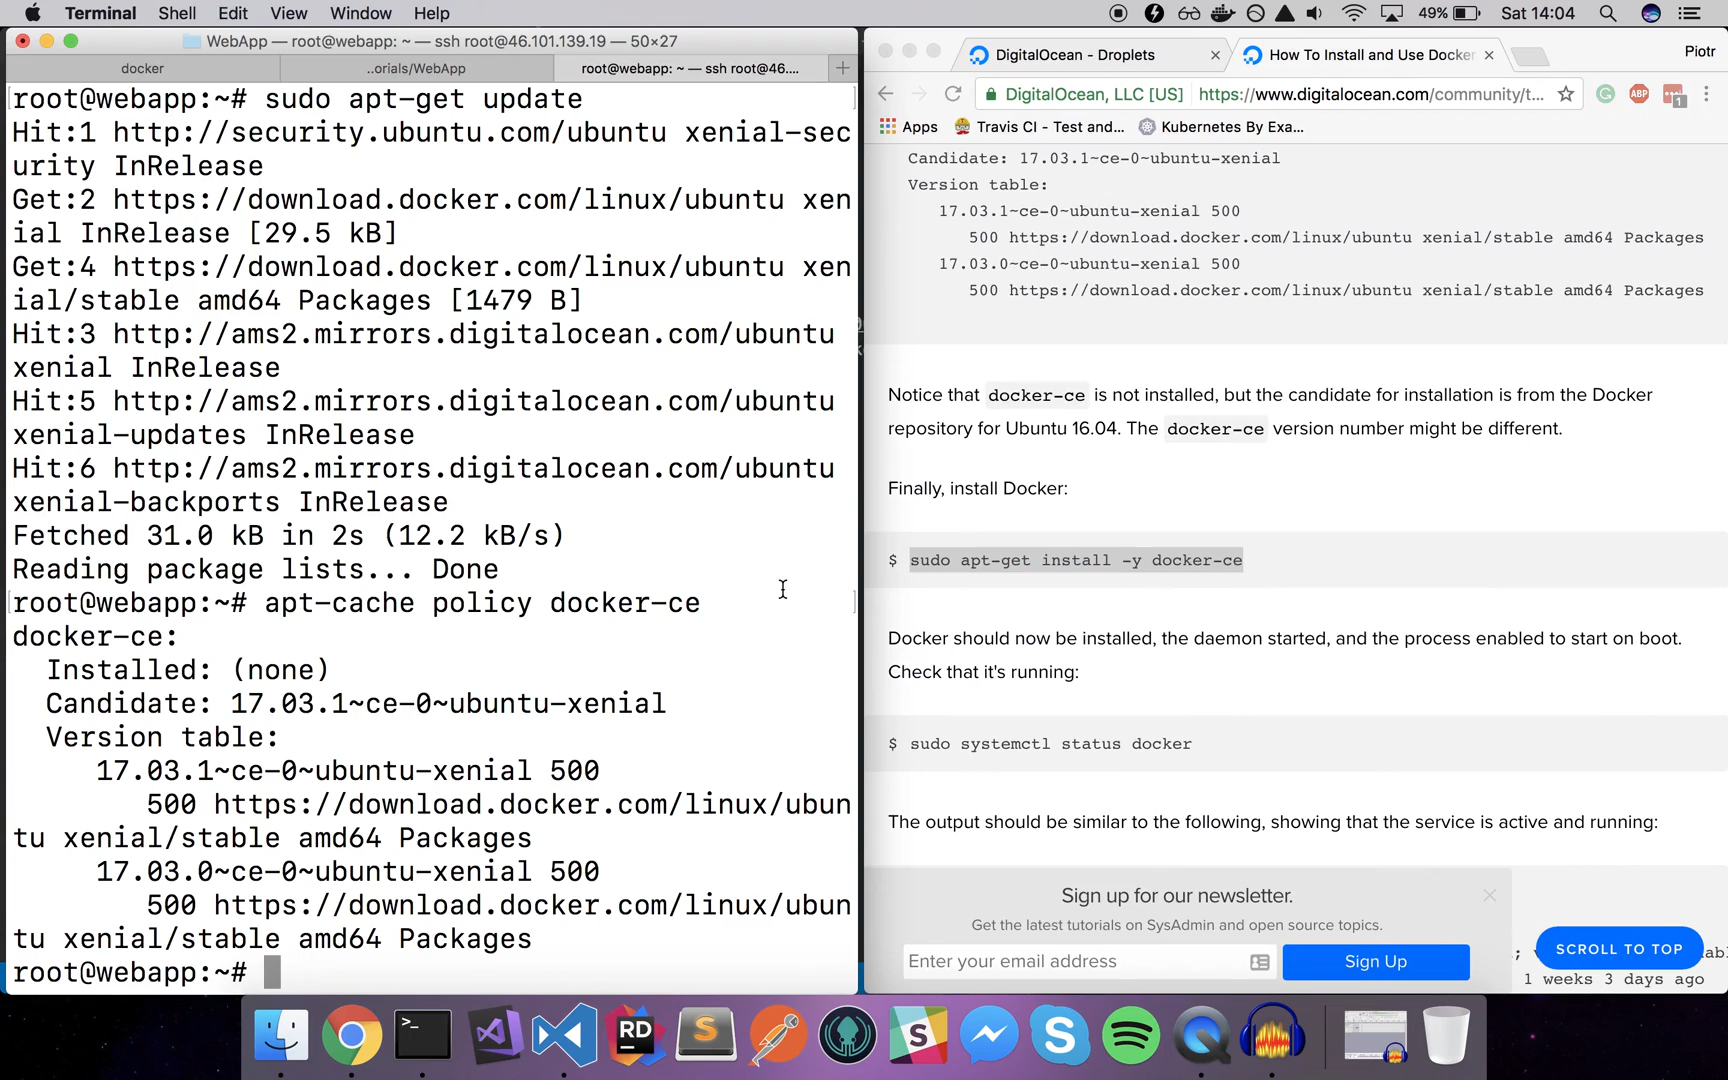 Terminal Shell Edit View Window Help 49% Sat 14:04
WebApp — root@webapp: ~ — ssh root@46.101.139.19 — 50×27
docker ..orials/WebApp root@webapp: ~ — ssh root@46....
root@webapp:~# sudo apt-get update
Hit:1 http://security.ubuntu.com/ubuntu xenial-sec
urity InRelease
Get:2 https://download.docker.com/linux/ubuntu xen
ial InRelease [29.5 kB]
Get:4 https://download.docker.com/linux/ubuntu xen
ial/stable amd64 Packages [1479 B]
Hit:3 http://ams2.mirrors.digitalocean.com/ubuntu
xenial InRelease
Hit:5 http://ams2.mirrors.digitalocean.com/ubuntu
xenial-updates InRelease
Hit:6 http://ams2.mirrors.digitalocean.com/ubuntu
xenial-backports InRelease
Fetched 31.0 kB in 2s (12.2 kB/s)
Reading package lists... Done
root@webapp:~# apt-cache policy docker-ce
docker-ce:
Installed: (none)
Candidate: 17.03.1~ce-0~ubuntu-xenial
Version table:
17.03.1~ce-0~ubuntu-xenial 500
500 https://download.docker.com/linux/ubun
tu xenial/stable amd64 Packages
17.03.0~ce-0~ubuntu-xenial 500
500 https://download.docker.com/linux/ubun
tu xenial/stable amd64 Packages
root@webapp:~#
DigitalOcean - Droplets How To Install and Use Docker Piotr
DigitalOcean, LLC [US] https://www.digitalocean.com/community/t... ABP 1
Apps Travis CI - Test and... Kubernetes By Exa...
Candidate: 17.03.1~ce-0~ubuntu-xenial
Version table:
17.03.1~ce-0~ubuntu-xenial 500
500 https://download.docker.com/linux/ubuntu xenial/stable amd64 Packages
17.03.0~ce-0~ubuntu-xenial 500
500 https://download.docker.com/linux/ubuntu xenial/stable amd64 Packages
Notice that docker-ce is not installed, but the candidate for installation is from the Docker
repository for Ubuntu 16.04. The docker-ce version number might be different.
Finally, install Docker:
$ sudo apt-get install -y docker-ce
Docker should now be installed, the daemon started, and the process enabled to start on boot.
Check that it's running:
$ sudo systemctl status docker
The output should be similar to the following, showing that the service is active and running:
Sign up for our newsletter.
Get the latest tutorials on SysAdmin and open source topics.
Enter your email address Sign Up
SCROLL TO TOP
1 weeks 3 days ago
RD